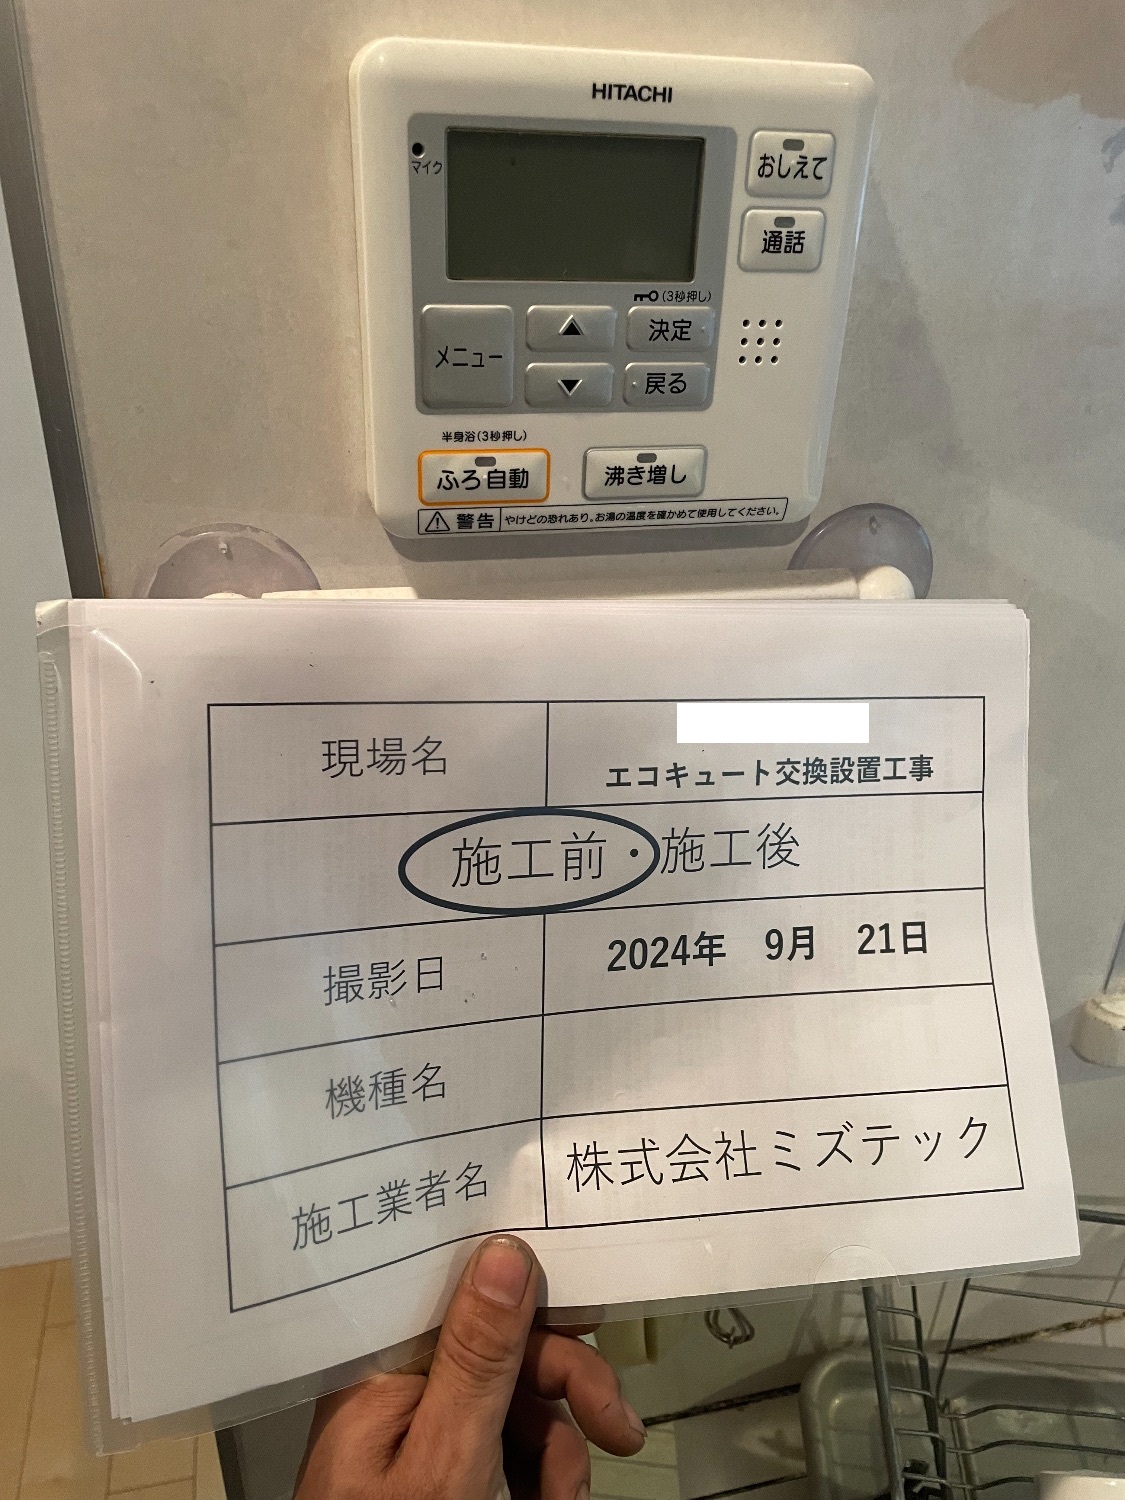 HITACHI
マイク
おしえて
通話
(3秒押し)
メニュー
▲
決定
▼
戻る
半身浴(3秒押し)
ふろ自動
沸き増し
警告 やけどの恐れあり。お湯の温度を確かめて使用してください。
現場名
エコキュート交換設置工事
施工前・施工後
撮影日 2024年 9月 21日
機種名
施工業者名 株式会社ミズテック